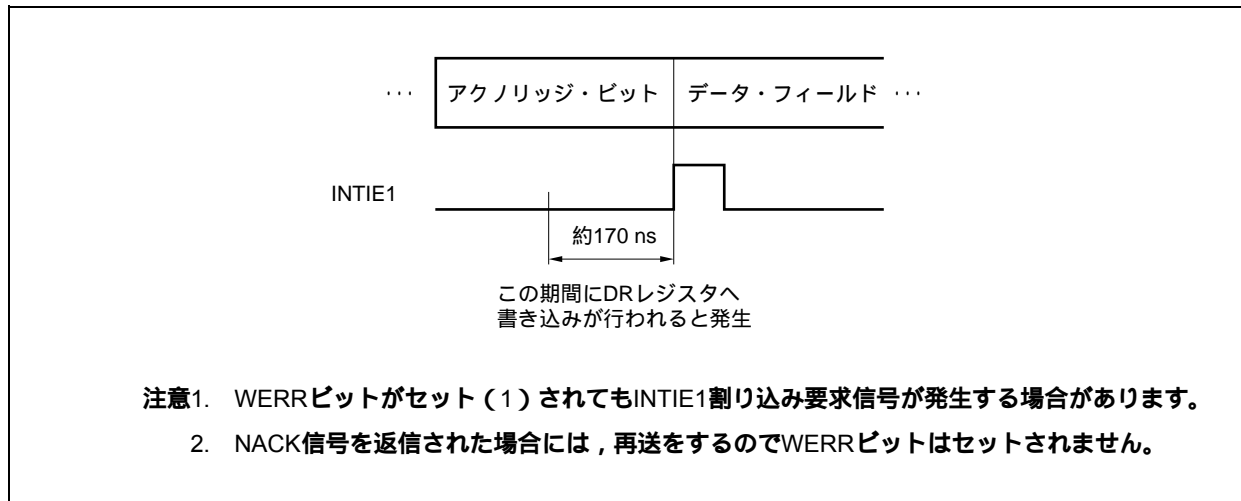 ··· アクノリッジ・ビット データ・フィールド ···
INTIE1
約170 ns
この期間にDRレジスタへ
書き込みが行われると発生
注意1. WERRビットがセット（1）されてもINTIE1割り込み要求信号が発生する場合があります。
2. NACK信号を返信された場合には，再送をするのでWERRビットはセットされません。